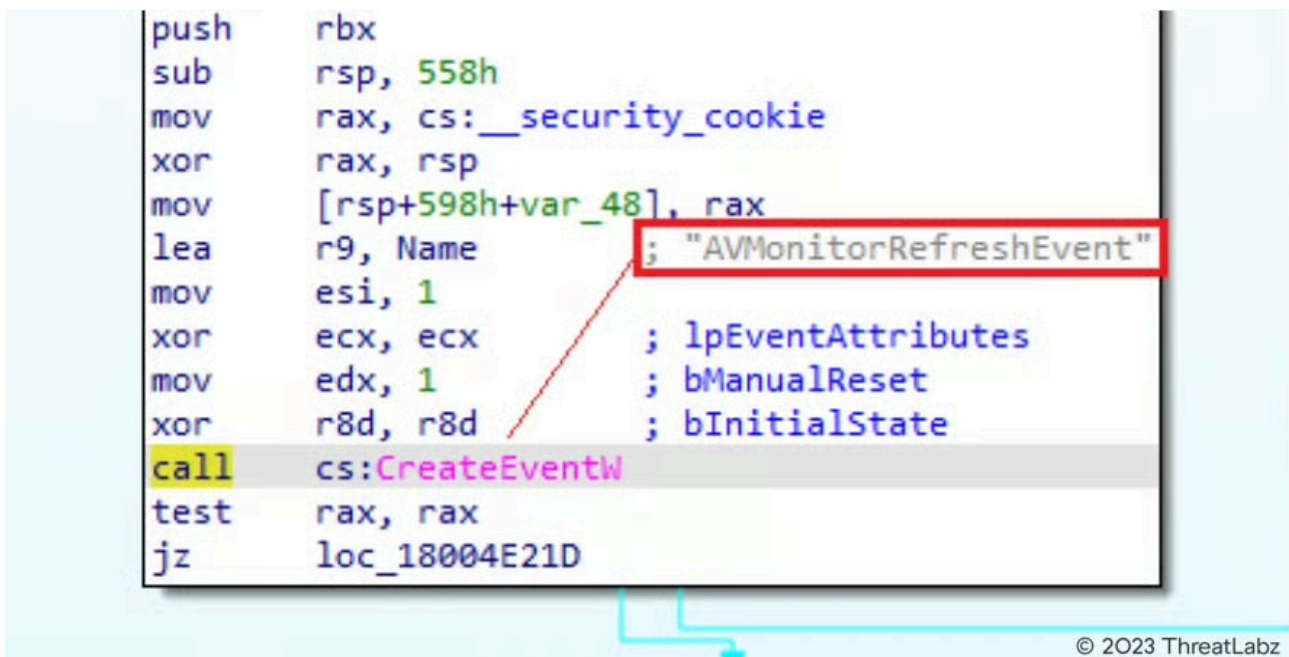 push rbx
sub rsp, 558h
mov rax, cs:__security_cookie
xor rax, rsp
mov [rsp+598h+var_48], rax
lea r9, Name ; "AVMonitorRefreshEvent"
mov esi, 1
xor ecx, ecx ; lpEventAttributes
mov edx, 1 ; bManualReset
xor r8d, r8d ; bInitialState
call cs:CreateEventW
test rax, rax
jz loc_18004E21D
© 2023 ThreatLabz